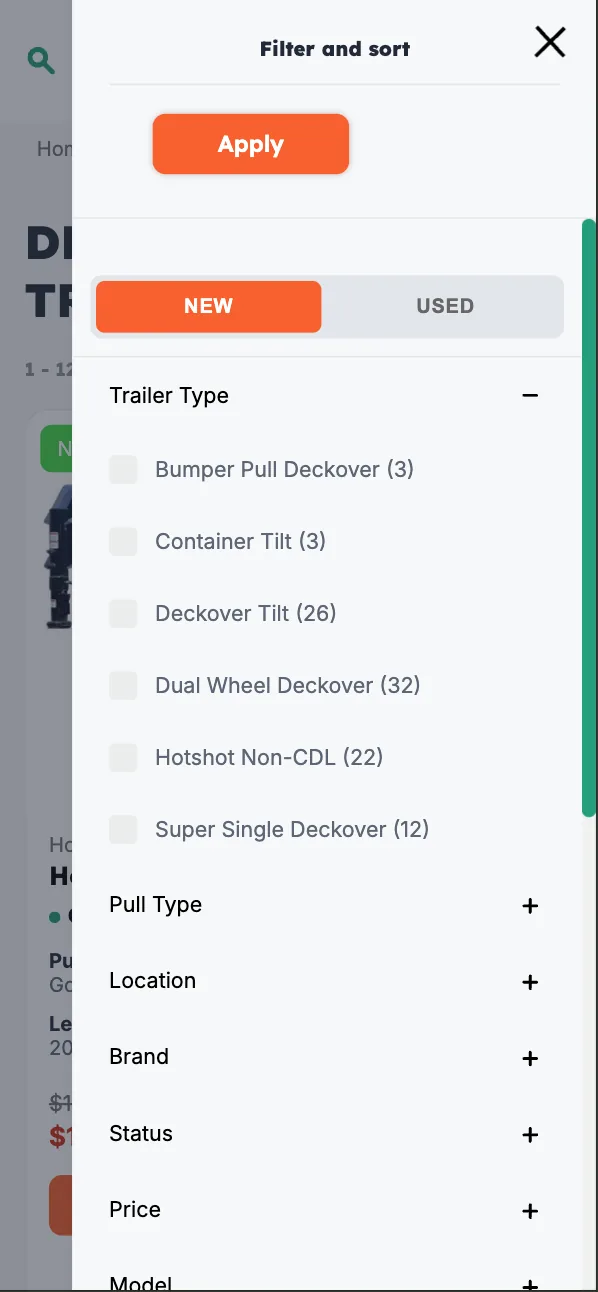 Filter and sort
Apply
NEW USED
Trailer Type
Bumper Pull Deckover (3)
Container Tilt (3)
Deckover Tilt (26)
Dual Wheel Deckover (32)
Hotshot Non-CDL (22)
Super Single Deckover (12)
Pull Type
Location
Brand
Status
Price
Model